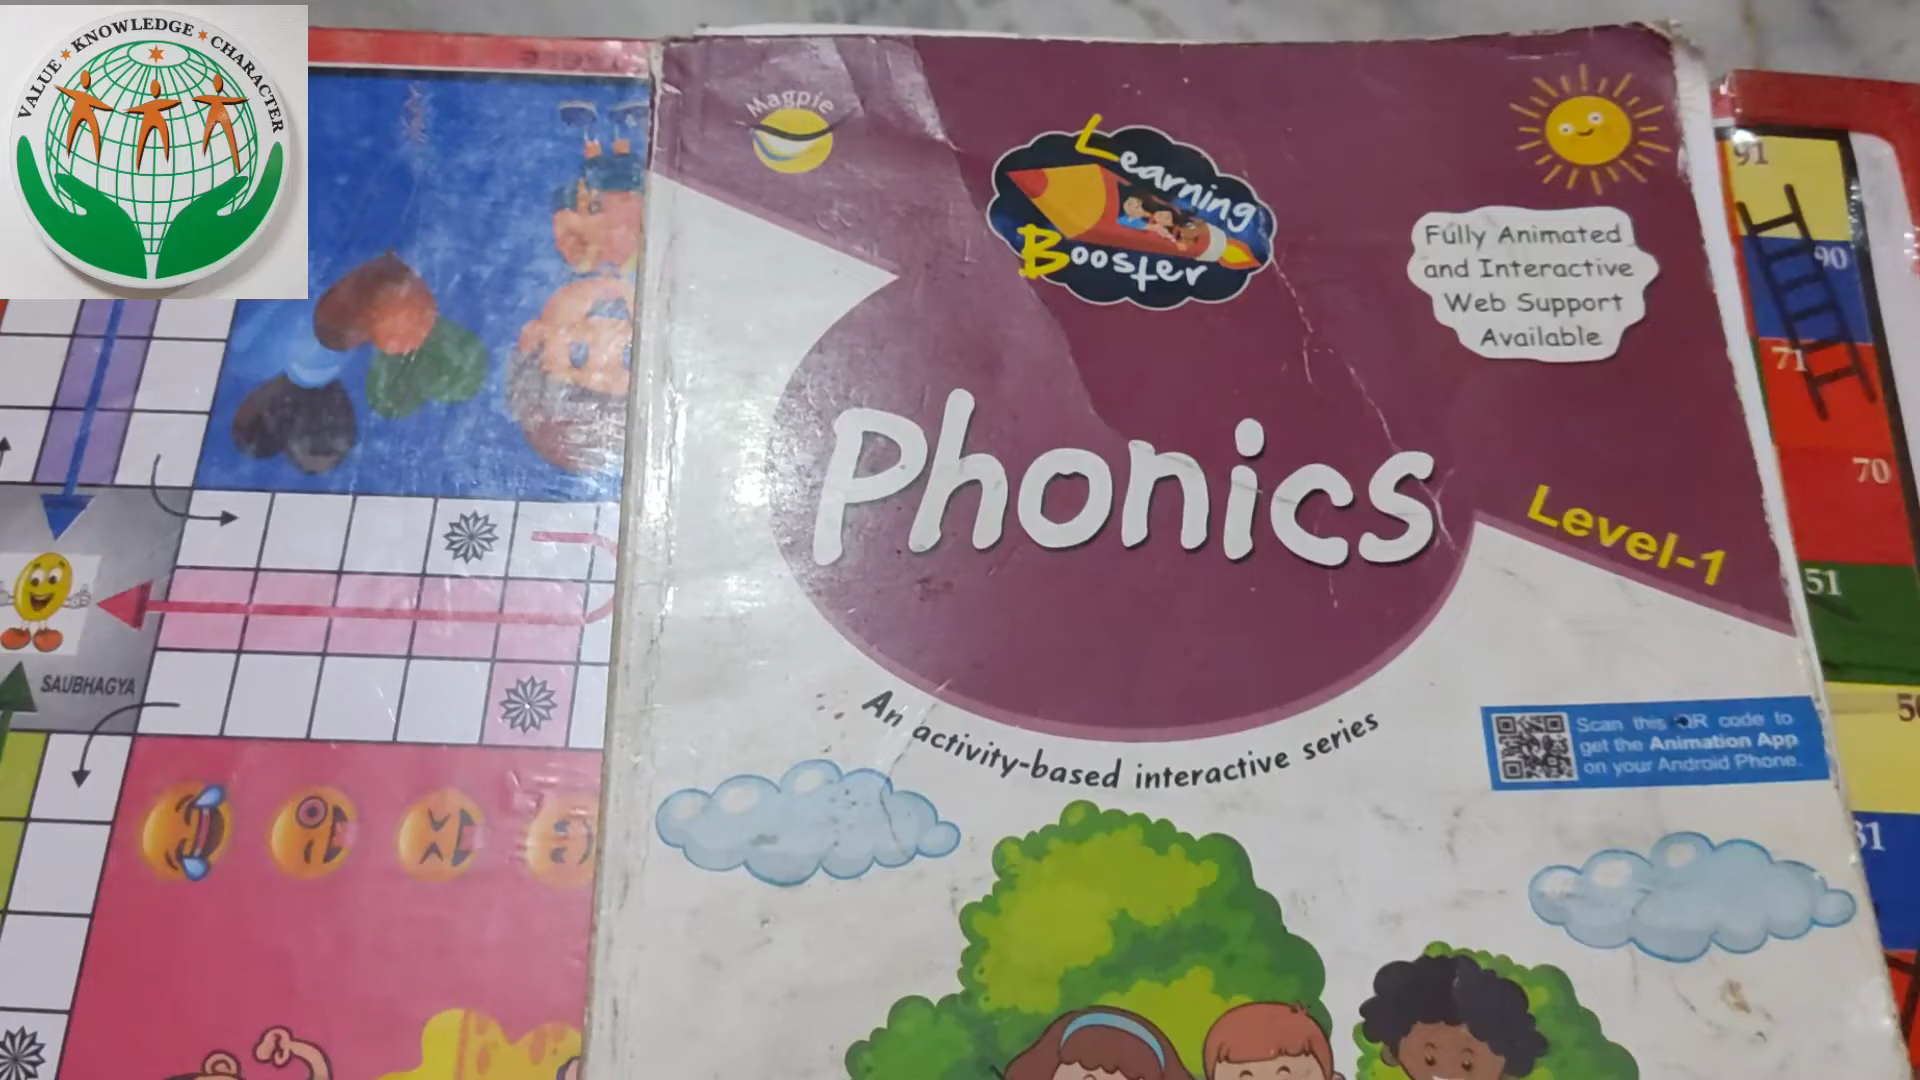 VALUE ★ KNOWLEDGE ★ CHARACTER
Magpie
Learning
Booster
Fully Animated
and Interactive
Web Support
Available
Phonics
Level-1
An activity-based interactive series
Scan this QR code to
get the Animation App
on your Android Phone.
SAUBHAGYA
91
90
71
70
51